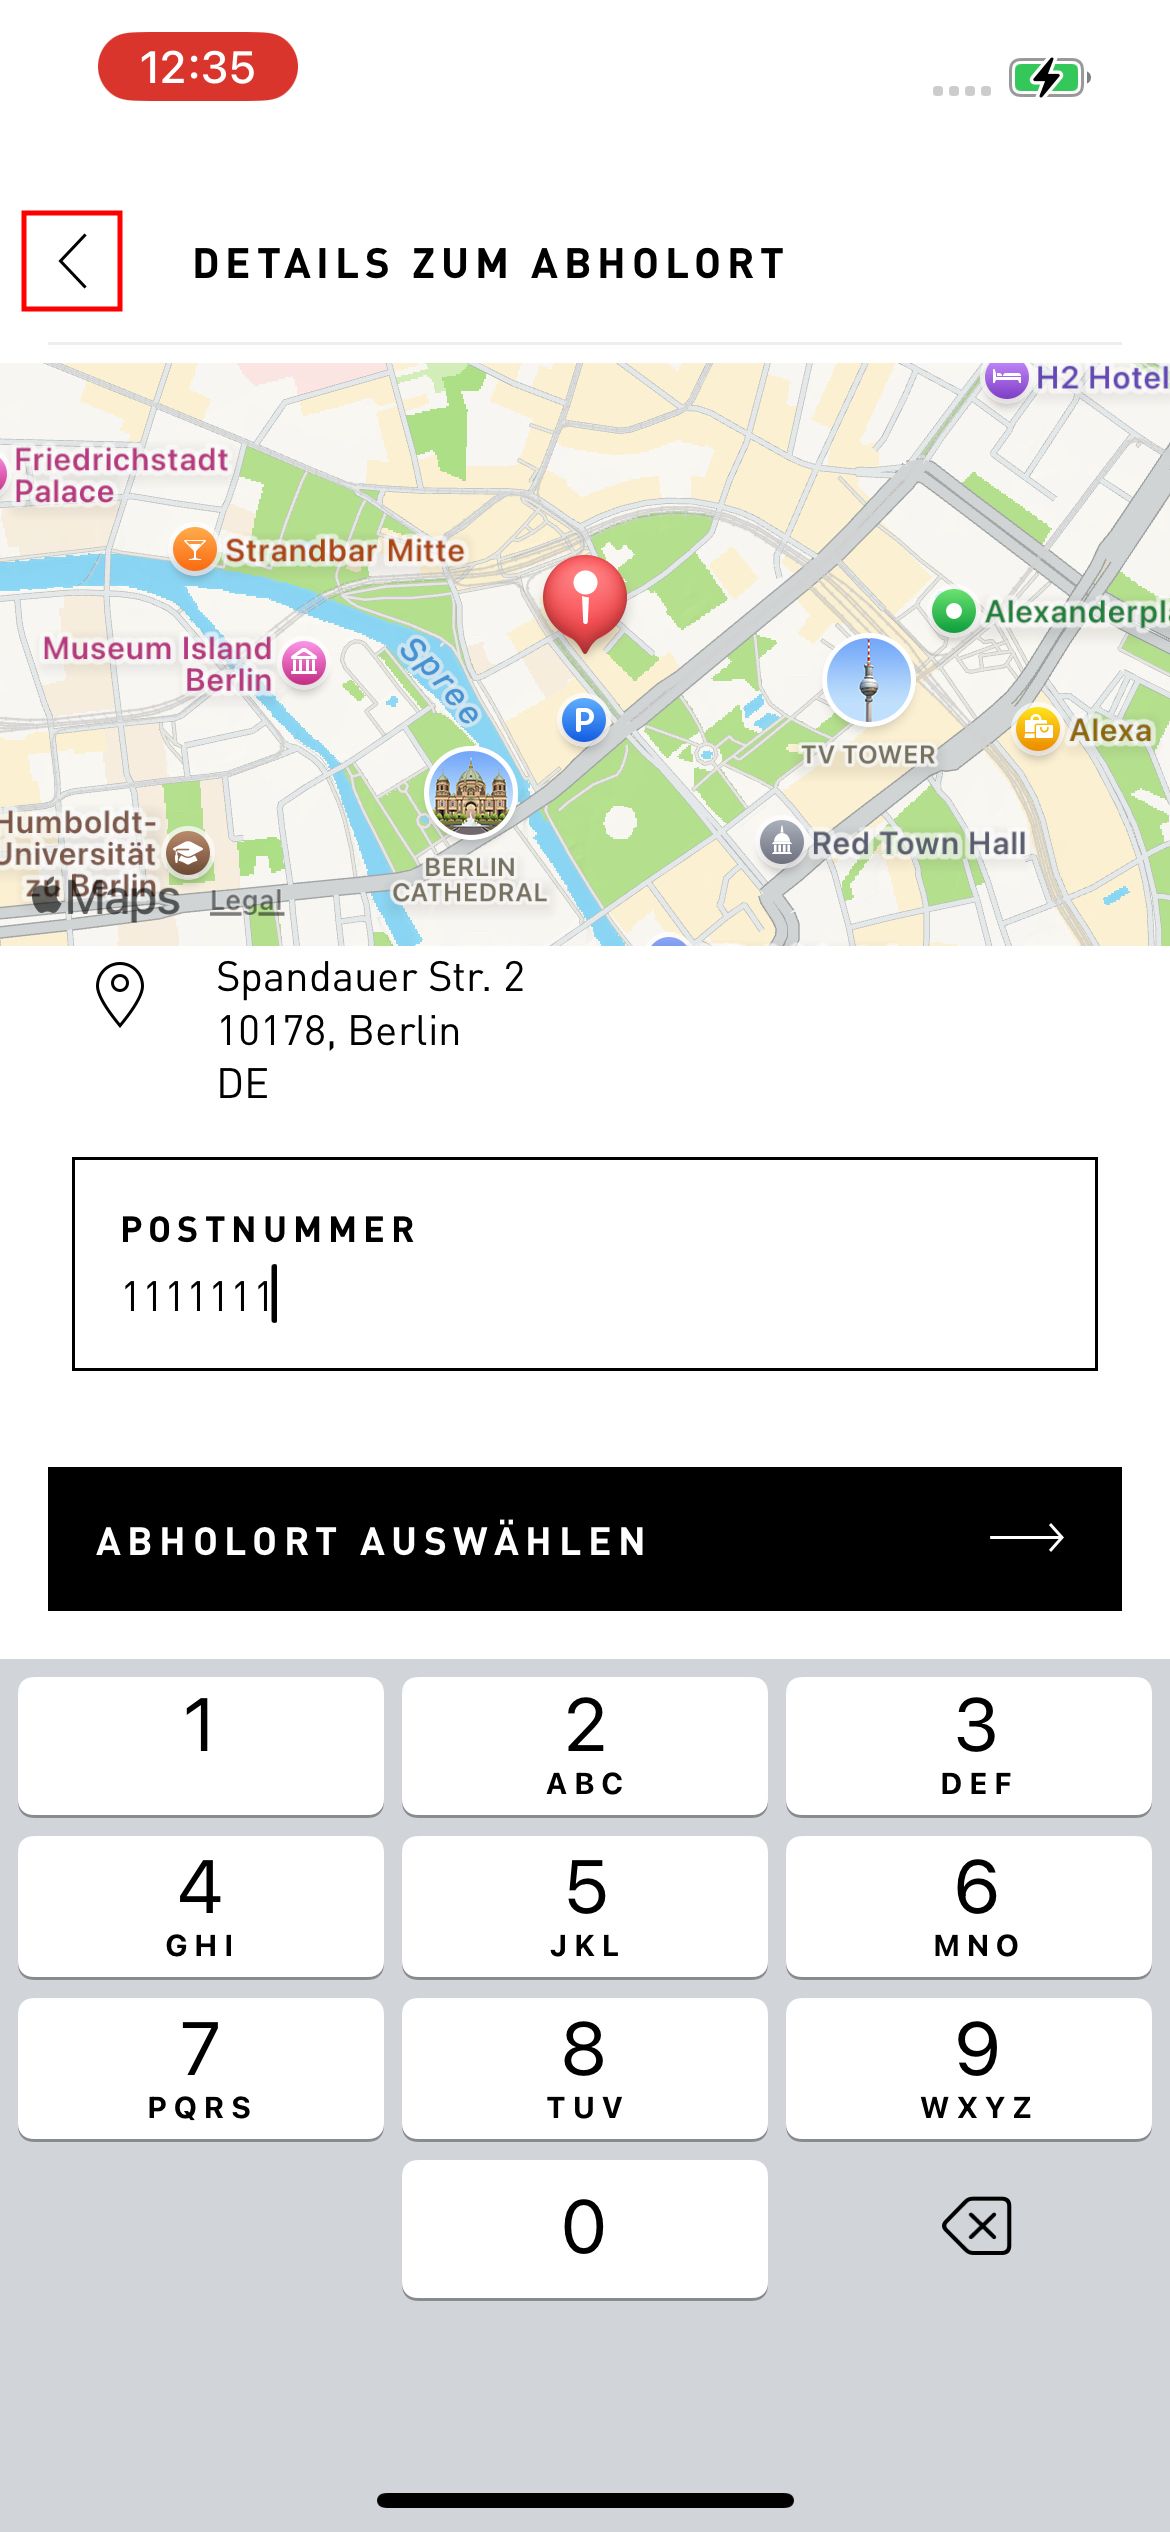 12:35
DETAILS ZUM ABHOLORT
H2 Hotel
Friedrichstadt
Palace
Strandbar Mitte
Alexanderpl
Museum Island
Berlin
Spree
P
Alexa
TV TOWER
Humboldt-
Universität
zu Berlin
Red Town Hall
BERLIN
CATHEDRAL
Maps
Legal
Spandauer Str. 2
10178, Berlin
DE
POSTNUMMER
1111111
ABHOLORT AUSWÄHLEN
1
2
ABC
3
DEF
4
GHI
5
JKL
6
MNO
7
PQRS
8
TUV
9
WXYZ
0